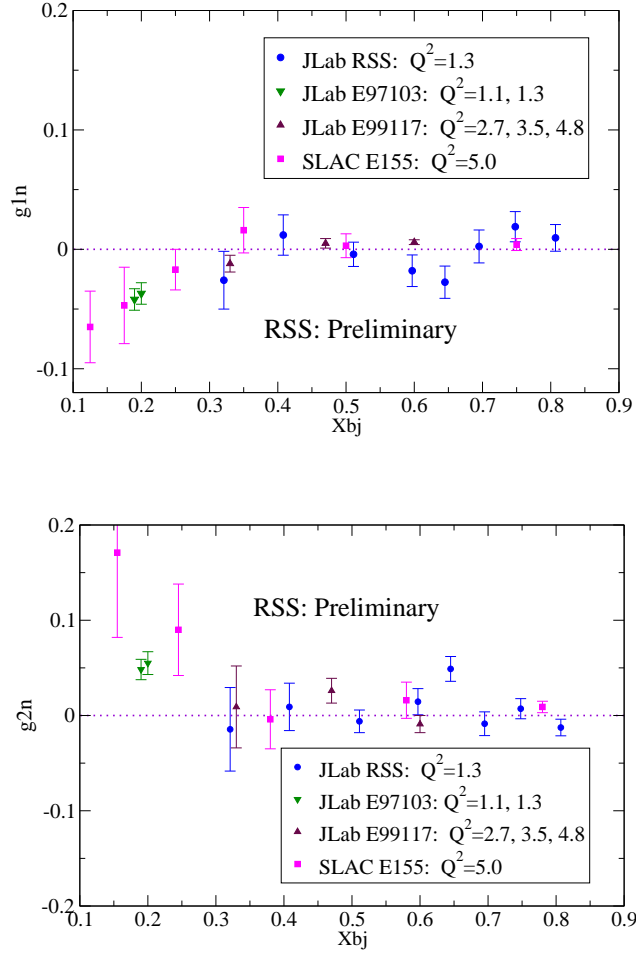 0.2
JLab RSS: Q²=1.3
JLab E97103: Q²=1.1, 1.3
JLab E99117: Q²=2.7, 3.5, 4.8
SLAC E155: Q²=5.0
0.1
g1n
0
RSS: Preliminary
-0.1
0.1 0.2 0.3 0.4 0.5 0.6 0.7 0.8 0.9
Xbj
0.2
RSS: Preliminary
0.1
g2n
0
JLab RSS: Q²=1.3
JLab E97103: Q²=1.1, 1.3
JLab E99117: Q²=2.7, 3.5, 4.8
SLAC E155: Q²=5.0
-0.1
-0.2
0.1 0.2 0.3 0.4 0.5 0.6 0.7 0.8 0.9
Xbj